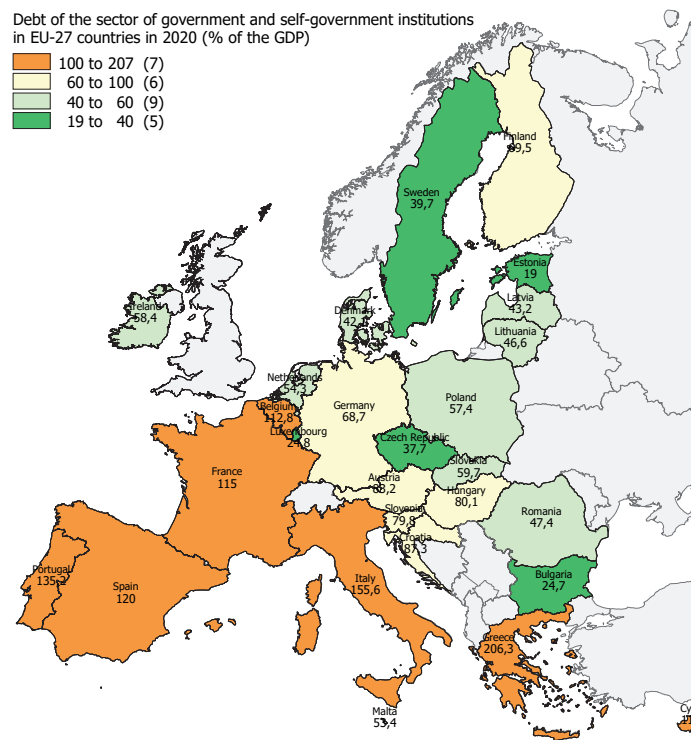 Debt of the sector of government and self-government institutions
in EU-27 countries in 2020 (% of the GDP)
100 to 207 (7)
60 to 100 (6)
40 to 60 (9)
19 to 40 (5)
Finland
69,5
Sweden
39,7
Estonia
19
Latvia
43,2
Ireland
58,4
Denmark
Lithuania
46,6
Netherlands
54,3
Poland
57,4
Belgium
112,8
Germany
68,7
Luxembourg
24,8
Czech Republic
37,7
Slovakia
59,7
France
115
Austria
83,2
Hungary
80,1
Slovenia
79,8
Romania
47,4
Croatia
87,3
Portugal
135,2
Spain
120
Italy
155,6
Bulgaria
24,7
Greece
206,3
Malta
53,4